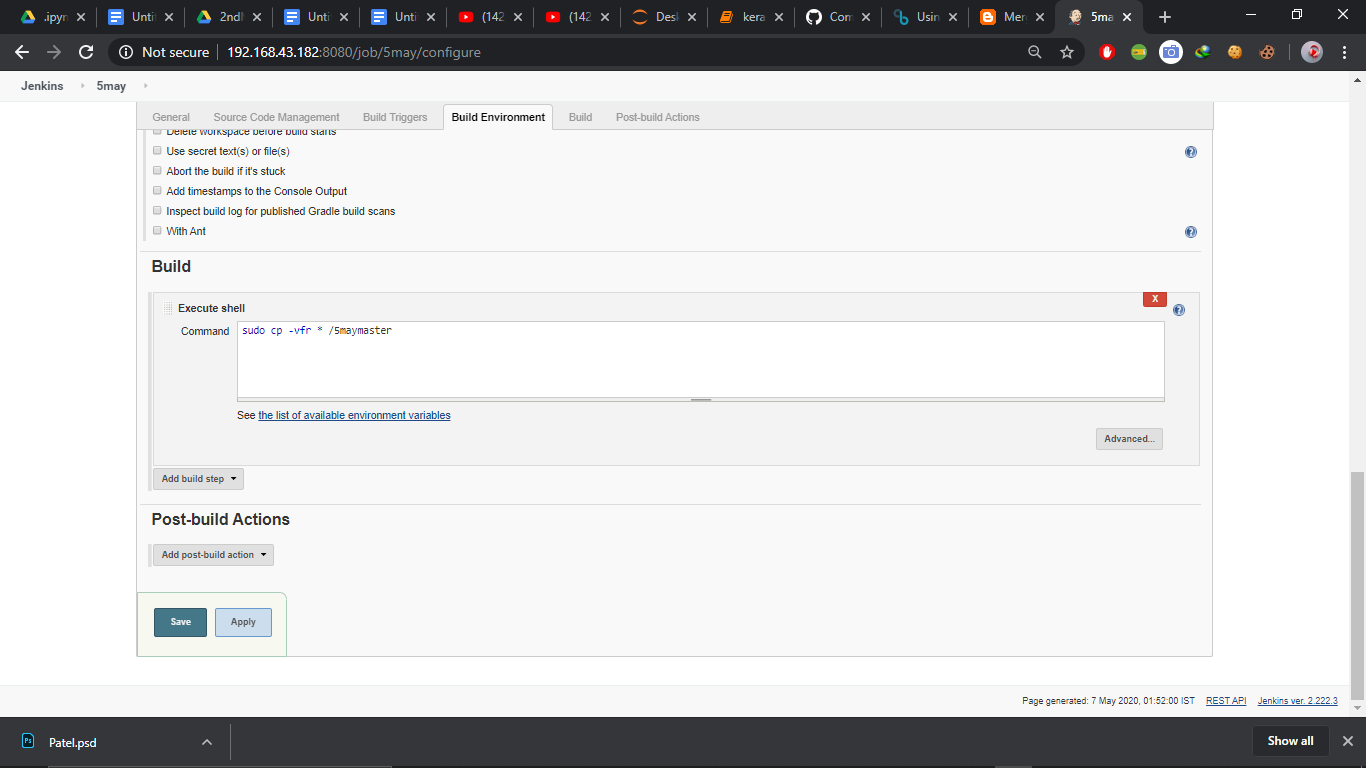 .ipyn
Unti
2ndl
Unti
Unti
(142
(142
Desl
kera
Com
Usin
Mer
5ma
Not secure
192.168.43.182:8080/job/5may/configure
Jenkins
5may
General
Source Code Management
Build Triggers
Build Environment
Build
Post-build Actions
Delete workspace before build starts
Use secret text(s) or file(s)
Abort the build if it's stuck
Add timestamps to the Console Output
Inspect build log for published Gradle build scans
With Ant
Build
X
Execute shell
Command
sudo cp -vfr * /5maymaster
See the list of available environment variables
Advanced...
Add build step
Post-build Actions
Add post-build action
Save
Apply
Page generated: 7 May 2020, 01:52:00 IST
REST API
Jenkins ver. 2.222.3
Ps
Patel.psd
Show all